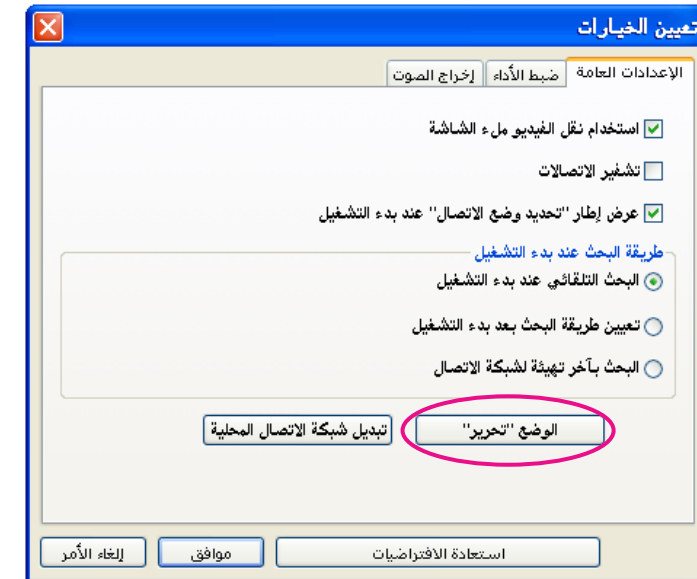 تعيين الخيارات
الإعدادات العامة ضبط الأداء إخراج الصوت
استخدام نقل الفيديو ملء الشاشة
تشفير الاتصالات
عرض إطار "تحديد وضع الاتصال" عند بدء التشغيل
طريقة البحث عند بدء التشغيل
البحث التلقائي عند بدء التشغيل
تعيين طريقة البحث بعد بدء التشغيل
البحث بآخر تهيئة لشبكة الاتصال
الوضع "تحرير" تبديل شبكة الاتصال المحلية
استعادة الافتراضيات موافق إلغاء الأمر